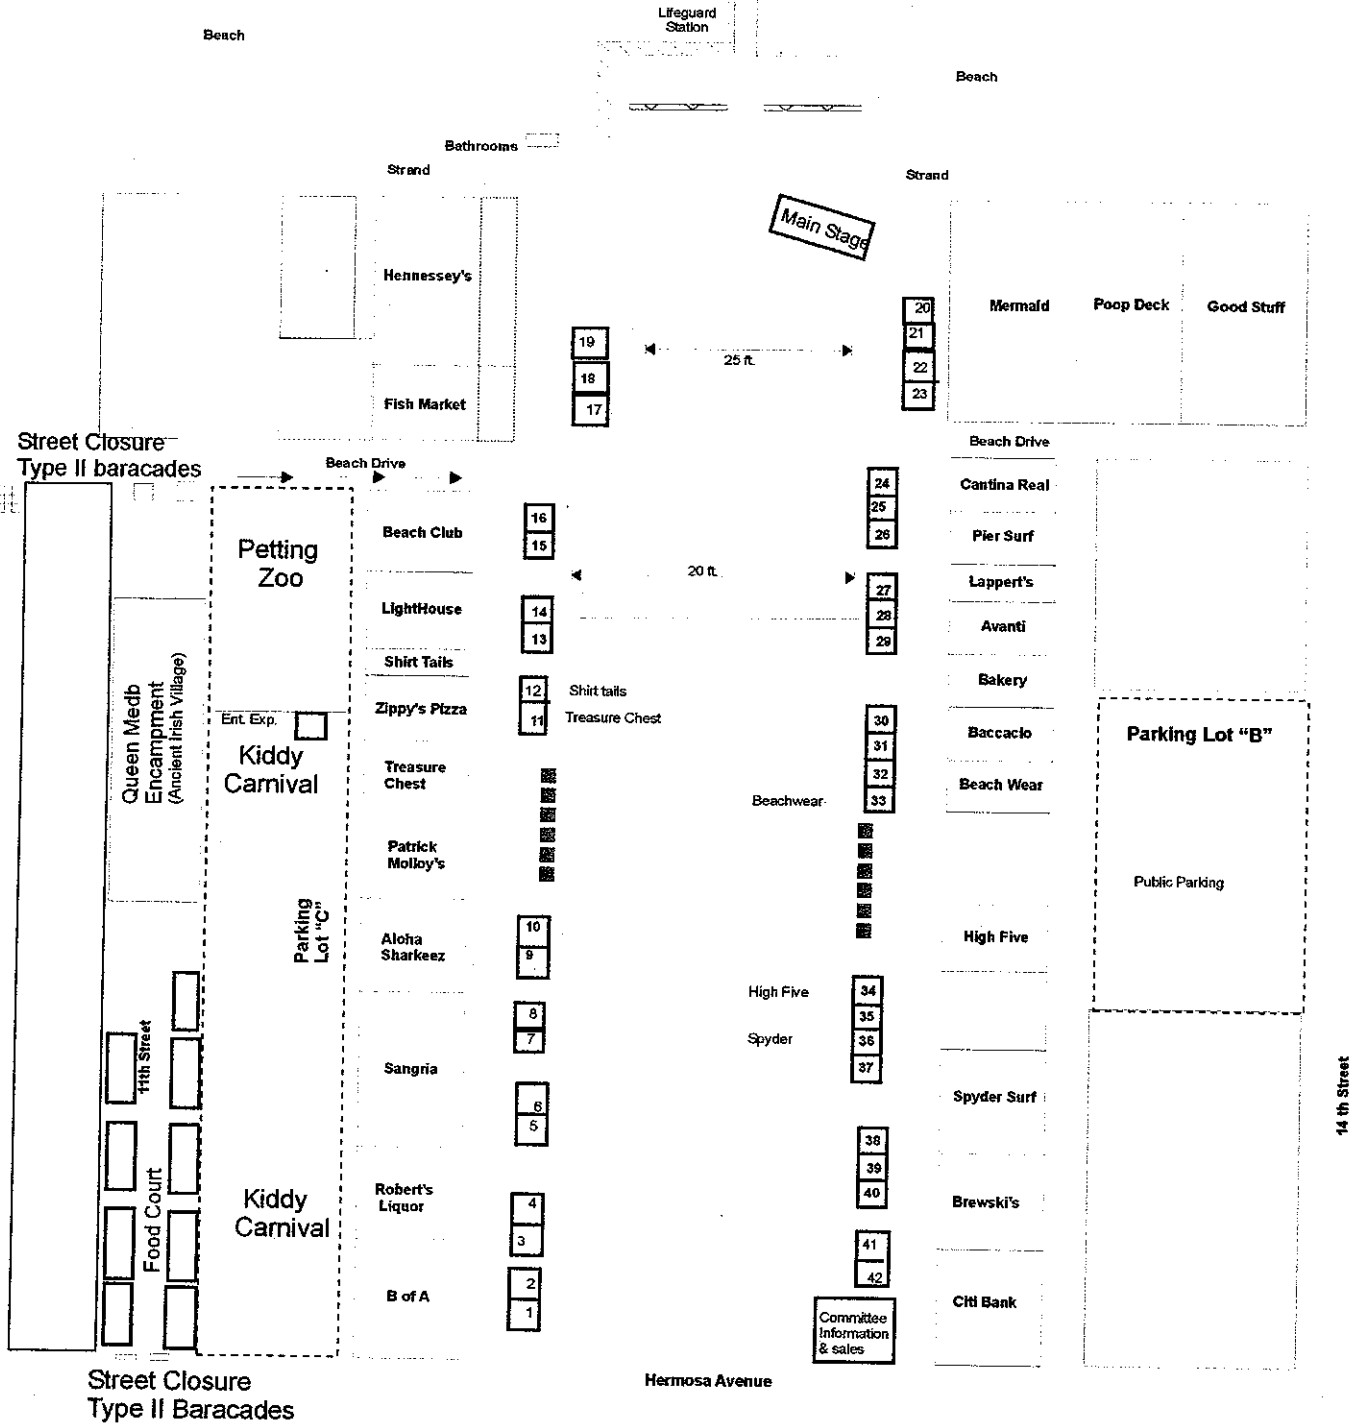 Lifeguard
Station
Beach
Beach
Bathrooms
Strand
Strand
Main Stage
Hennessey's
Mermaid
Poop Deck
Good Stuff
20
21
22
23
19
18
17
25 ft.
Fish Market
Street Closure
Type II baracades
Beach Drive
Beach Drive
Cantina Real
24
25
26
Pier Surf
Petting
Zoo
Beach Club
16
15
20 ft.
Lappert's
27
28
29
LightHouse
14
13
Avanti
Shirt Tails
Bakery
Queen Medb
Encampment
(Ancient Irish Village)
Zippy's Pizza
12
11
Shirt tails
Treasure Chest
Ent. Exp.
30
31
32
33
Baccacio
Parking Lot "B"
Kiddy
Carnival
Treasure
Chest
Beach Wear
Beachwear
Patrick
Molloy's
Public Parking
Parking
Lot "C"
Aloha
Sharkeez
10
9
High Five
High Five
34
35
36
37
Spyder
11th Street
8
7
Sangria
6
5
Spyder Surf
14 th Street
38
39
40
Food Court
Kiddy
Carnival
Robert's
Liquor
4
3
Brewski's
41
42
2
1
B of A
Citi Bank
Committee
Information
& sales
Street Closure
Type II Baracades
Hermosa Avenue